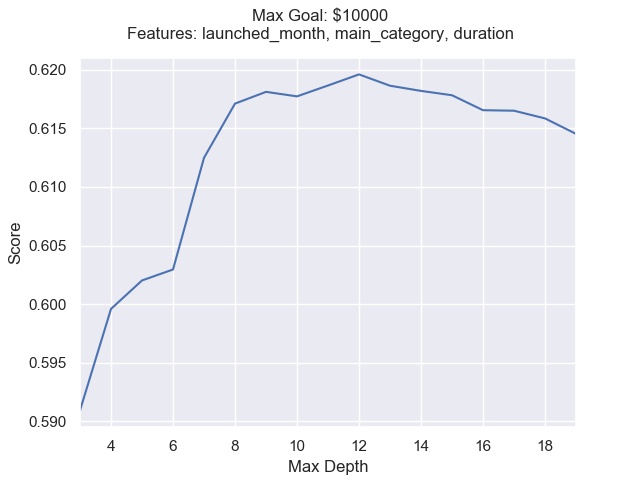 Max Goal: $10000
Features: launched_month, main_category, duration
0.620
0.615
0.610
0.605
0.600
0.595
0.590
Score
4 6 8 10 12 14 16 18
Max Depth